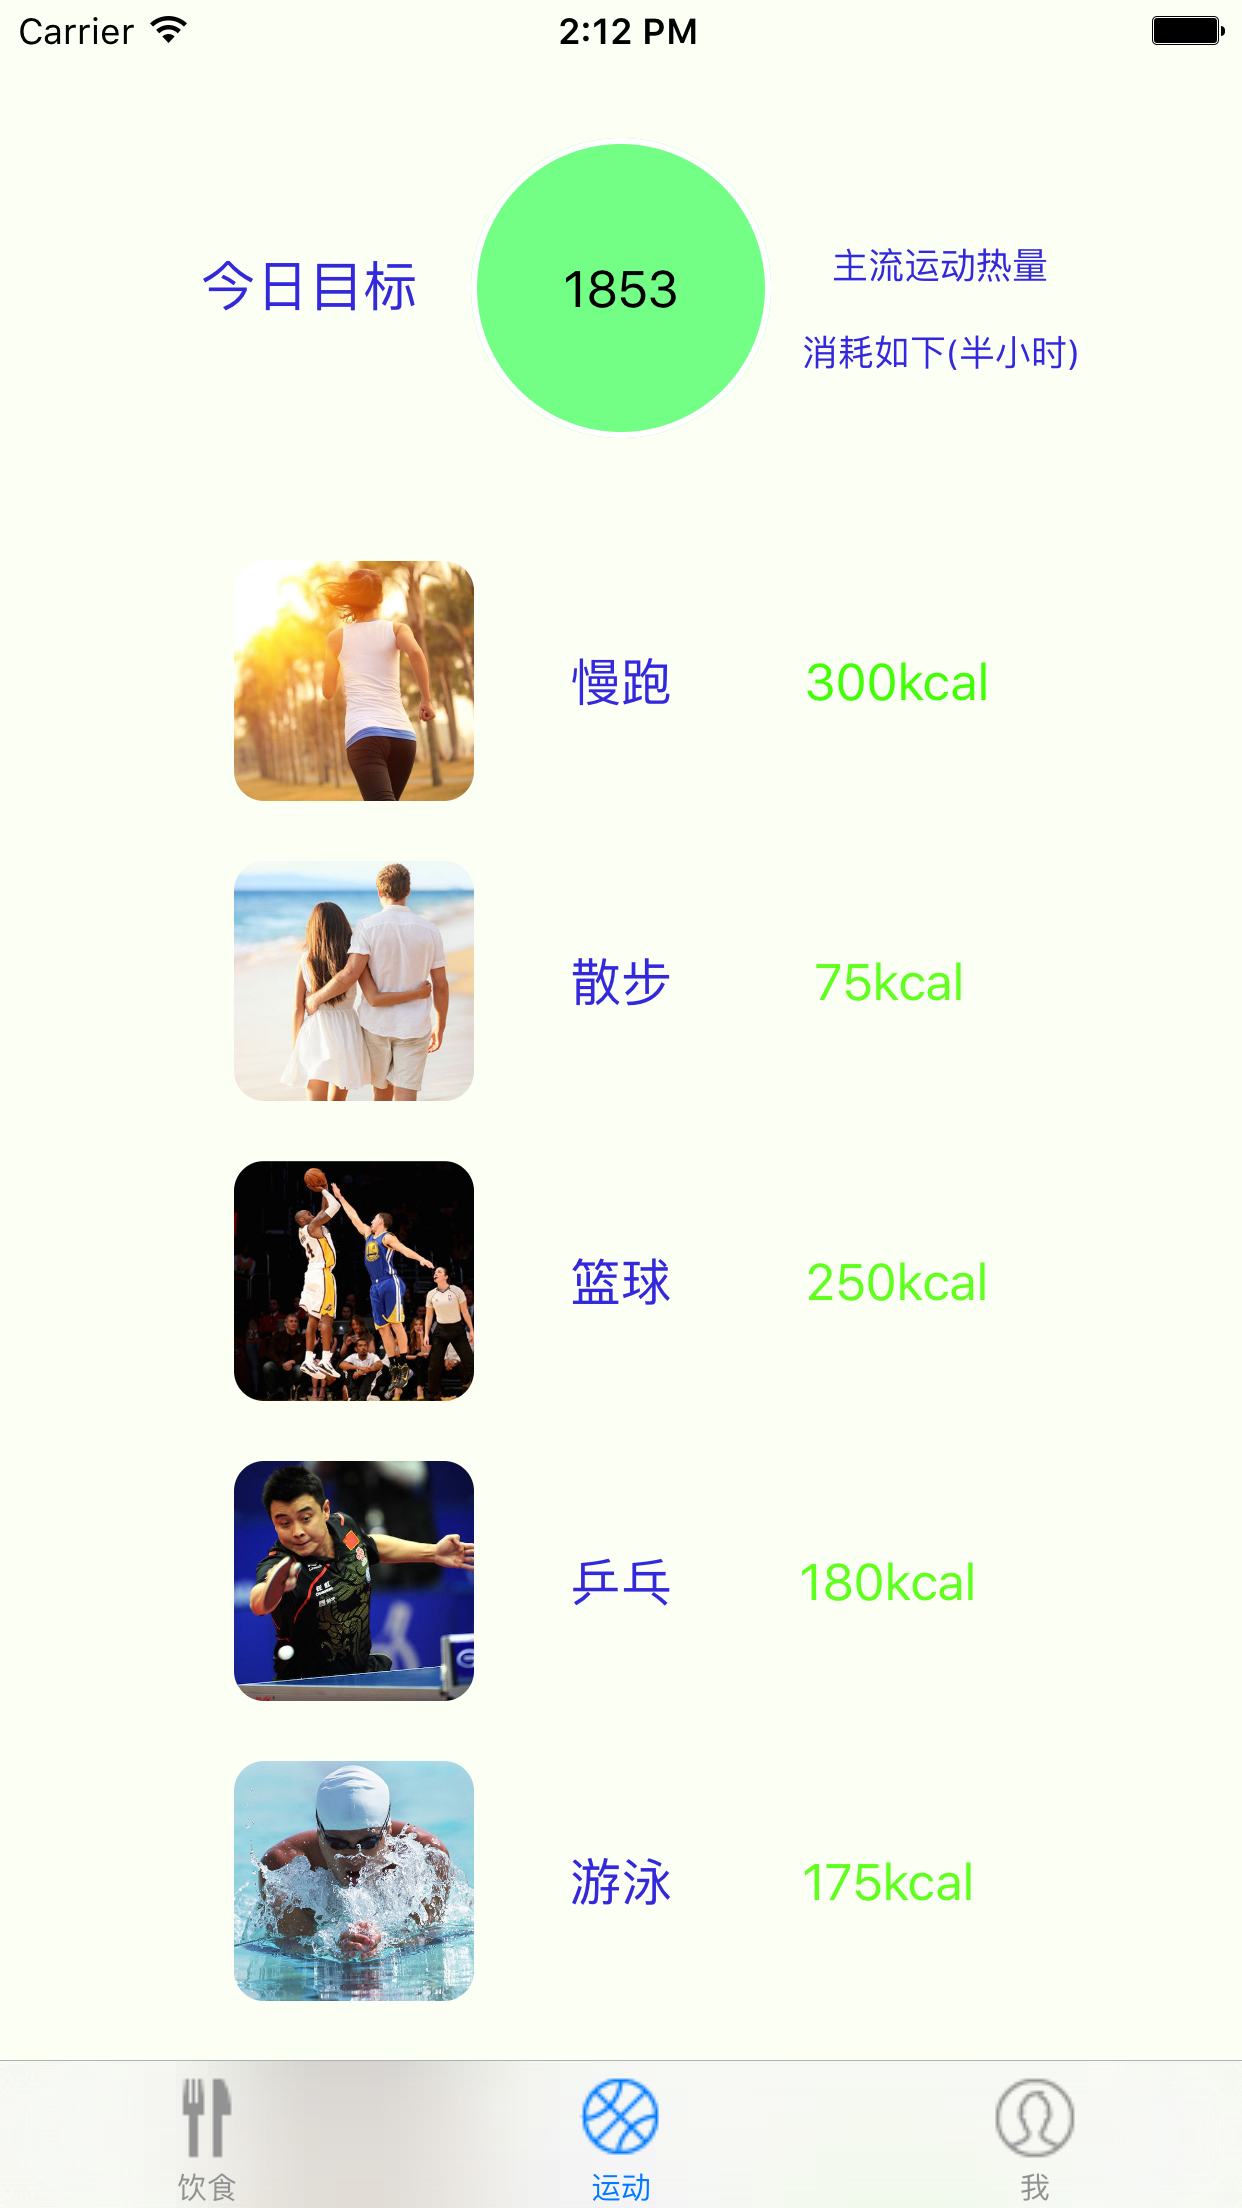 Carrier 2:12 PM
今日目标
1853
主流运动热量
消耗如下(半小时)
慢跑 300kcal
散步 75kcal
篮球 250kcal
乒乓 180kcal
游泳 175kcal
饮食 运动 我